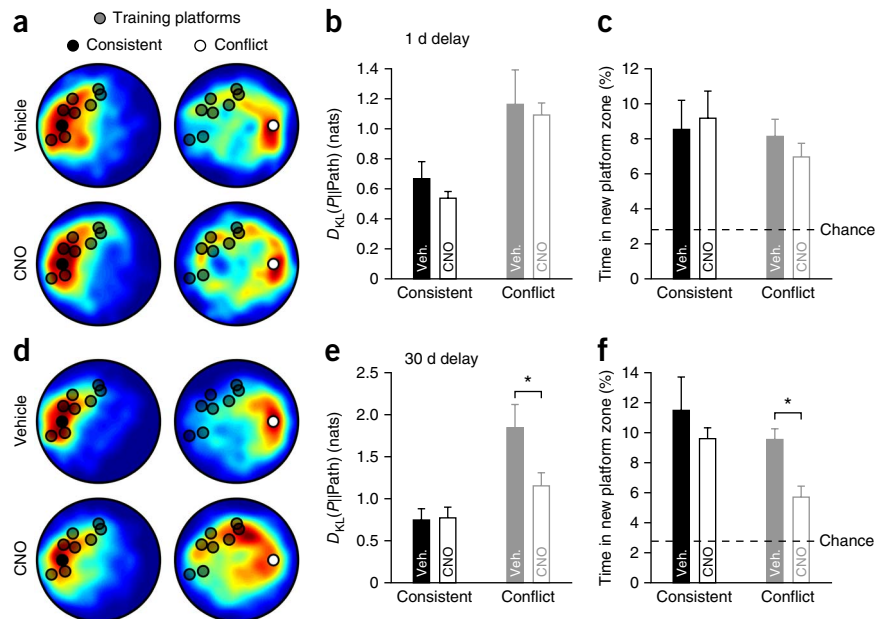 a
Training platforms
Consistent
Conflict
Vehicle
CNO
b
1 d delay
D_KL(P||Path) (nats)
1.4
1.2
1.0
0.8
0.6
0.4
0.2
0
Veh.
CNO
Veh.
CNO
Consistent
Conflict
c
Time in new platform zone (%)
12
10
8
6
4
2
0
Veh.
CNO
Veh.
CNO
Chance
Consistent
Conflict
d
Vehicle
CNO
e
30 d delay
D_KL(P||Path) (nats)
2.5
2.0
1.5
1.0
0.5
0
*
Veh.
CNO
Veh.
CNO
Consistent
Conflict
f
Time in new platform zone (%)
14
12
10
8
6
4
2
0
*
Veh.
CNO
Veh.
CNO
Chance
Consistent
Conflict